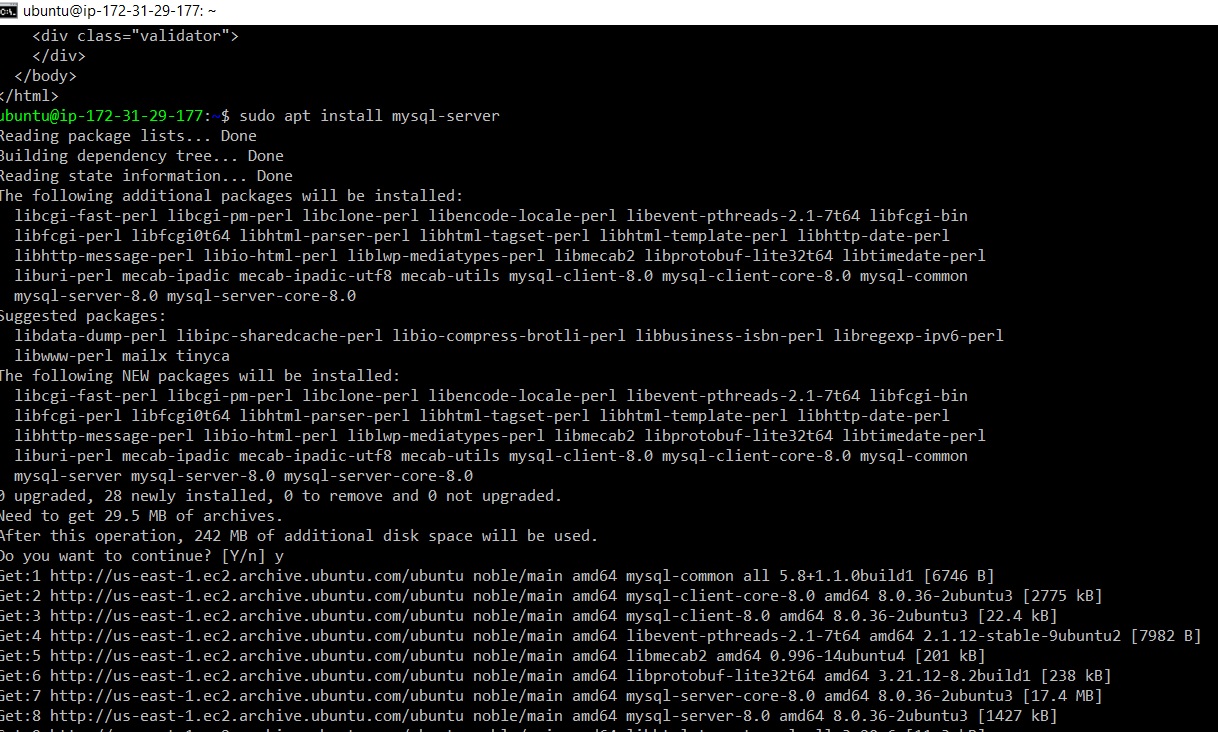 ubuntu@ip-172-31-29-177: ~
<div class="validator">
</div>
</body>
</html>
ubuntu@ip-172-31-29-177:~$ sudo apt install mysql-server
Reading package lists... Done
Building dependency tree... Done
Reading state information... Done
The following additional packages will be installed:
libcgi-fast-perl libcgi-pm-perl libclone-perl libencode-locale-perl libevent-pthreads-2.1-7t64 libfcgi-bin
libfcgi-perl libfcgi0t64 libhtml-parser-perl libhtml-tagset-perl libhtml-template-perl libhttp-date-perl
libhttp-message-perl libio-html-perl liblwp-mediatypes-perl libmecab2 libprotobuf-lite32t64 libtimedate-perl
liburi-perl mecab-ipadic mecab-ipadic-utf8 mecab-utils mysql-client-8.0 mysql-client-core-8.0 mysql-common
mysql-server-8.0 mysql-server-core-8.0
Suggested packages:
libdata-dump-perl libipc-sharedcache-perl libio-compress-brotli-perl libbusiness-isbn-perl libregexp-ipv6-perl
libwww-perl mailx tinyca
The following NEW packages will be installed:
libcgi-fast-perl libcgi-pm-perl libclone-perl libencode-locale-perl libevent-pthreads-2.1-7t64 libfcgi-bin
libfcgi-perl libfcgi0t64 libhtml-parser-perl libhtml-tagset-perl libhtml-template-perl libhttp-date-perl
libhttp-message-perl libio-html-perl liblwp-mediatypes-perl libmecab2 libprotobuf-lite32t64 libtimedate-perl
liburi-perl mecab-ipadic mecab-ipadic-utf8 mecab-utils mysql-client-8.0 mysql-client-core-8.0 mysql-common
mysql-server mysql-server-8.0 mysql-server-core-8.0
0 upgraded, 28 newly installed, 0 to remove and 0 not upgraded.
Need to get 29.5 MB of archives.
After this operation, 242 MB of additional disk space will be used.
Do you want to continue? [Y/n] y
Get:1 http://us-east-1.ec2.archive.ubuntu.com/ubuntu noble/main amd64 mysql-common all 5.8+1.1.0build1 [6746 B]
Get:2 http://us-east-1.ec2.archive.ubuntu.com/ubuntu noble/main amd64 mysql-client-core-8.0 amd64 8.0.36-2ubuntu3 [2775 kB]
Get:3 http://us-east-1.ec2.archive.ubuntu.com/ubuntu noble/main amd64 mysql-client-8.0 amd64 8.0.36-2ubuntu3 [22.4 kB]
Get:4 http://us-east-1.ec2.archive.ubuntu.com/ubuntu noble/main amd64 libevent-pthreads-2.1-7t64 amd64 2.1.12-stable-9ubuntu2 [7982 B]
Get:5 http://us-east-1.ec2.archive.ubuntu.com/ubuntu noble/main amd64 libmecab2 amd64 0.996-14ubuntu4 [201 kB]
Get:6 http://us-east-1.ec2.archive.ubuntu.com/ubuntu noble/main amd64 libprotobuf-lite32t64 amd64 3.21.12-8.2build1 [238 kB]
Get:7 http://us-east-1.ec2.archive.ubuntu.com/ubuntu noble/main amd64 mysql-server-core-8.0 amd64 8.0.36-2ubuntu3 [17.4 MB]
Get:8 http://us-east-1.ec2.archive.ubuntu.com/ubuntu noble/main amd64 mysql-server-8.0 amd64 8.0.36-2ubuntu3 [1427 kB]